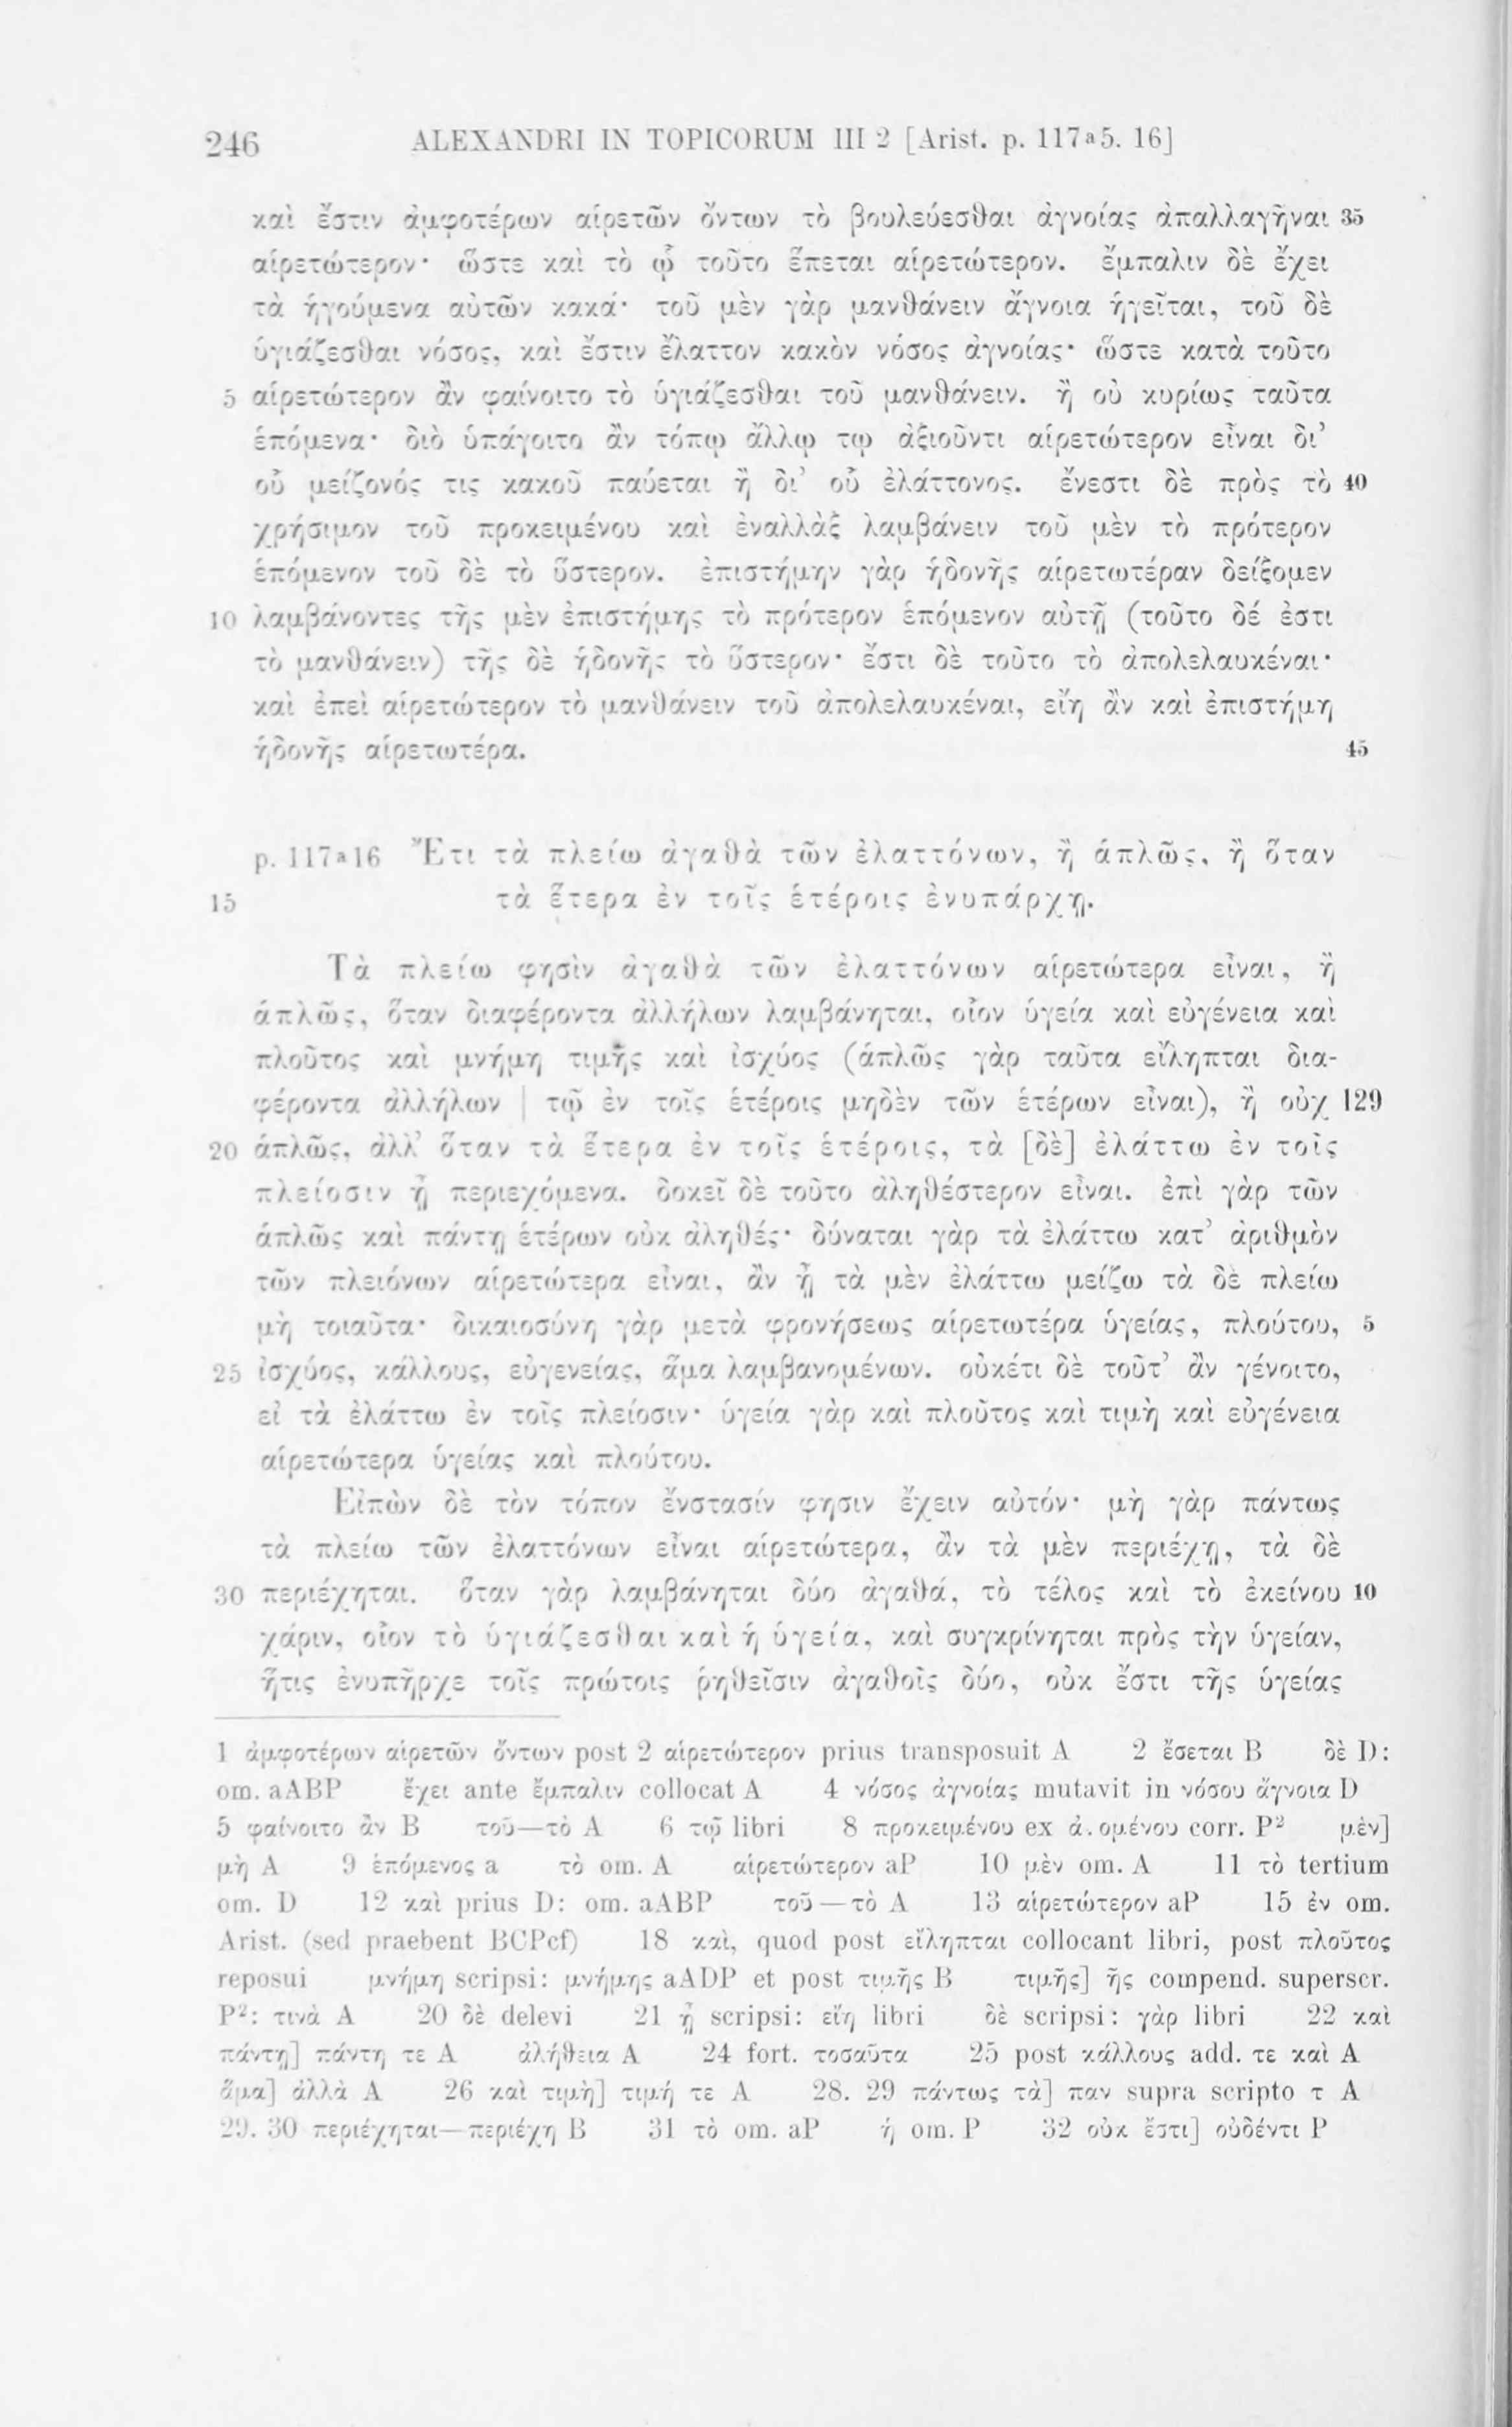 246 ALEXANDRI IN TOPICORUM III 2 [Arist. p. 117a5. 16]
καὶ ἔστιν ἀμφοτέρων αἱρετῶν ὄντων τὸ βουλεύεσθαι ἀγνοίας ἀπαλλαγῆναι 35
αἱρετώτερον· ὥστε καὶ τὸ ᾧ τοῦτο ἕπεται αἱρετώτερον. ἔμπαλιν δὲ ἔχει
τὰ ἡγούμενα αὐτῶν κακά· τοῦ μὲν γὰρ μανθάνειν ἄγνοια ἡγεῖται, τοῦ δὲ
ὑγιάζεσθαι νόσος, καὶ ἔστιν ἔλαττον κακὸν νόσος ἀγνοίας· ὥστε κατὰ τοῦτο
5 αἱρετώτερον ἂν φαίνοιτο τὸ ὑγιάζεσθαι τοῦ μανθάνειν. ἢ οὐ κυρίως ταῦτα
ἑπόμενα· διὸ ὑπάγοιτο ἂν τόπῳ ἄλλῳ τῳ ἀξιοῦντι αἱρετώτερον εἶναι δι’
οὗ μείζονός τις κακοῦ παύεται ἢ δι’ οὗ ἐλάττονος. ἔνεστι δὲ πρὸς τὸ 40
χρήσιμον τοῦ προκειμένου καὶ ἐναλλὰξ λαμβάνειν τοῦ μὲν τὸ πρότερον
ἑπόμενον τοῦ δὲ τὸ ὕστερον. ἐπιστήμην γὰρ ἡδονῆς αἱρετωτέραν δείξομεν
10 λαμβάνοντες τῆς μὲν ἐπιστήμης τὸ πρότερον ἑπόμενον αὐτῇ (τοῦτο δέ ἐστι
τὸ μανθάνειν) τῆς δὲ ἡδονῆς τὸ ὕστερον· ἔστι δὲ τοῦτο τὸ ἀπολελαυκέναι·
καὶ ἐπεὶ αἱρετώτερον τὸ μανθάνειν τοῦ ἀπολελαυκέναι, εἴη ἂν καὶ ἐπιστήμη
ἡδονῆς αἱρετωτέρα. 45
p. 117a16 Ἔτι τὰ πλείω ἀγαθὰ τῶν ἐλαττόνων, ἢ ἁπλῶς, ἢ ὅταν
15 τὰ ἕτερα ἐν τοῖς ἑτέροις ἐνυπάρχῃ.
Τὰ πλείω φησὶν ἀγαθὰ τῶν ἐλαττόνων αἱρετώτερα εἶναι, ἢ
ἁπλῶς, ὅταν διαφέροντα ἀλλήλων λαμβάνηται, οἷον ὑγεία καὶ εὐγένεια καὶ
πλοῦτος καὶ μνήμη τιμῆς καὶ ἰσχύος (ἁπλῶς γὰρ ταῦτα εἴληπται δια-
φέροντα ἀλλήλων | τῷ ἐν τοῖς ἑτέροις μηδὲν τῶν ἑτέρων εἶναι), ἢ οὐχ 129
20 ἁπλῶς, ἀλλ’ ὅταν τὰ ἕτερα ἐν τοῖς ἑτέροις, τὰ [δὲ] ἐλάττω ἐν τοῖς
πλείοσιν ᾖ περιεχόμενα. δοκεῖ δὲ τοῦτο ἀληθέστερον εἶναι. ἐπὶ γὰρ τῶν
ἁπλῶς καὶ πάντῃ ἑτέρων οὐκ ἀληθές· δύναται γὰρ τὰ ἐλάττω κατ’ ἀριθμὸν
τῶν πλειόνων αἱρετώτερα εἶναι, ἂν ᾖ τὰ μὲν ἐλάττω μείζω τὰ δὲ πλείω
μὴ τοιαῦτα· δικαιοσύνη γὰρ μετὰ φρονήσεως αἱρετωτέρα ὑγείας, πλούτου, 5
25 ἰσχύος, κάλλους, εὐγενείας, ἅμα λαμβανομένων. οὐκέτι δὲ τοῦτ’ ἂν γένοιτο,
εἰ τὰ ἐλάττω ἐν τοῖς πλείοσιν· ὑγεία γὰρ καὶ πλοῦτος καὶ τιμὴ καὶ εὐγένεια
αἱρετώτερα ὑγείας καὶ πλούτου.
Εἰπὼν δὲ τὸν τόπον ἔνστασίν φησιν ἔχειν αὐτόν· μὴ γὰρ πάντως
τὰ πλείω τῶν ἐλαττόνων εἶναι αἱρετώτερα, ἂν τὰ μὲν περιέχῃ, τὰ δὲ
30 περιέχηται. ὅταν γὰρ λαμβάνηται δύο ἀγαθά, τὸ τέλος καὶ τὸ ἐκείνου 10
χάριν, οἷον τὸ ὑγιάζεσθαι καὶ ἡ ὑγεία, καὶ συγκρίνηται πρὸς τὴν ὑγείαν,
ἥτις ἐνυπῆρχε τοῖς πρώτοις ῥηθεῖσιν ἀγαθοῖς δύο, οὐκ ἔστι τῆς ὑγείας
1 ἀμφοτέρων αἱρετῶν ὄντων post 2 αἱρετώτερον prius transposuit A 2 ἕσεται B δὲ D:
om. aABP ἔχει ante ἔμπαλιν collocat A 4 νόσος ἀγνοίας mutavit in νόσου ἄγνοια D
5 φαίνοιτο ἂν B τοῦ—τὸ A 6 τῷ libri 8 προκειμένου ex ἀ.ομένου corr. P² μὲν]
μὴ A 9 ἑπόμενος a τὸ om. A αἱρετώτερον aP 10 μὲν om. A 11 τὸ tertium
om. D 12 καὶ prius D: om. aABP τοῦ—τὸ A 13 αἱρετώτερον aP 15 ἐν om.
Arist. (sed praebent BCPcf) 18 καὶ, quod post εἴληπται collocant libri, post πλοῦτος
reposui μνήμη scripsi: μνήμης aADP et post τιμῆς B τιμῆς] ῆς compend. superscr.
P²: τινὰ A 20 δὲ delevi 21 ᾖ scripsi: εἴη libri δὲ scripsi: γὰρ libri 22 καὶ
πάντῃ] πάντη τε A ἀλήθεια A 24 fort. τοσαῦτα 25 post κάλλους add. τε καὶ A
ἅμα] ἀλλὰ A 26 καὶ τιμὴ] τιμή τε A 28. 29 πάντως τὰ] παν supra scripto τ A
29. 30 περιέχηται—περιέχη B 31 τὸ om. aP ἡ om. P 32 οὐκ ἔστι] οὐδέντι P